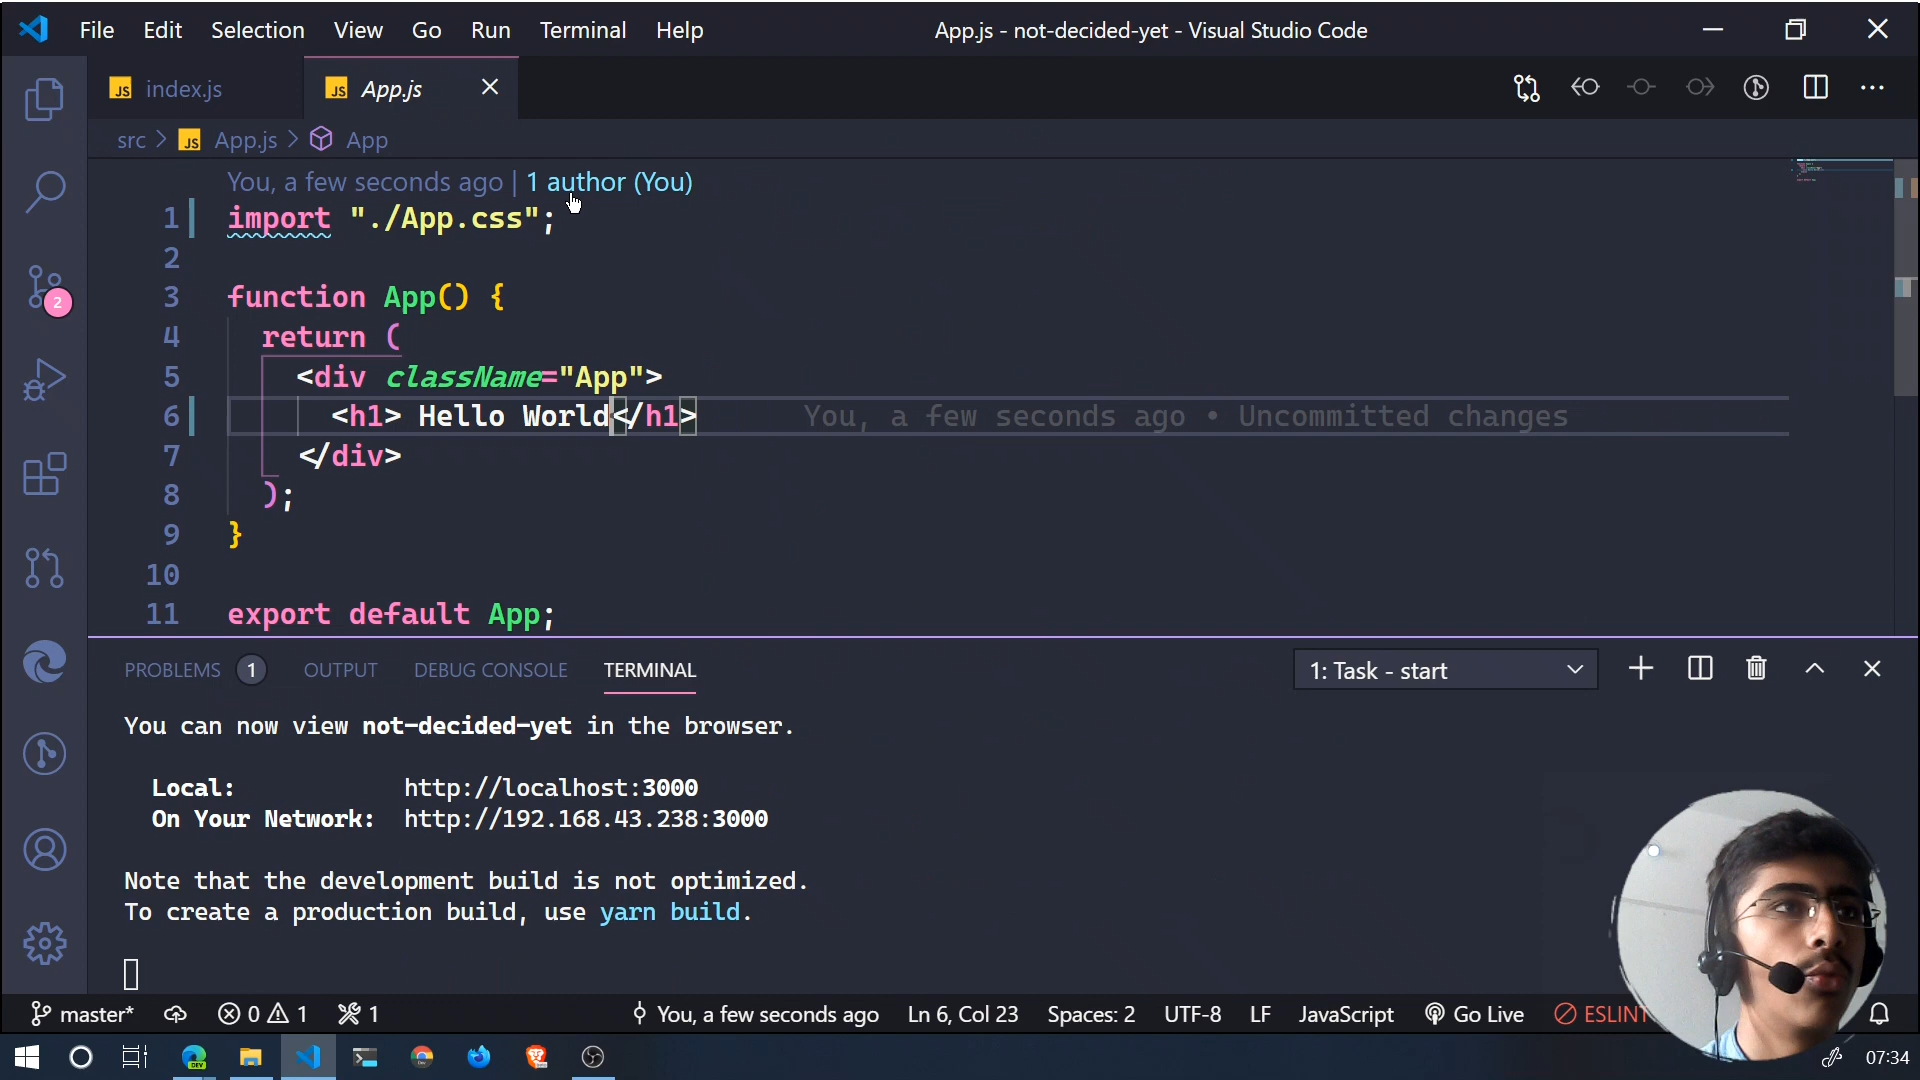 File Edit Selection View Go Run Terminal Help App.js - not-decided-yet - Visual Studio Code
JS index.js JS App.js
src > JS App.js > App
You, a few seconds ago | 1 author (You)
1 import "./App.css";
2
3 function App() {
4 return (
5 <div className="App">
6 <h1> Hello World</h1> You, a few seconds ago • Uncommitted changes
7 </div>
8 );
9 }
10
11 export default App;
2
PROBLEMS 1 OUTPUT DEBUG CONSOLE TERMINAL 1: Task - start
You can now view not-decided-yet in the browser.
Local: http://localhost:3000
On Your Network: http://192.168.43.238:3000
Note that the development build is not optimized.
To create a production build, use yarn build.
master* 0 1 1 You, a few seconds ago Ln 6, Col 23 Spaces: 2 UTF-8 LF JavaScript Go Live ESLINT
DEV Dev 07:34